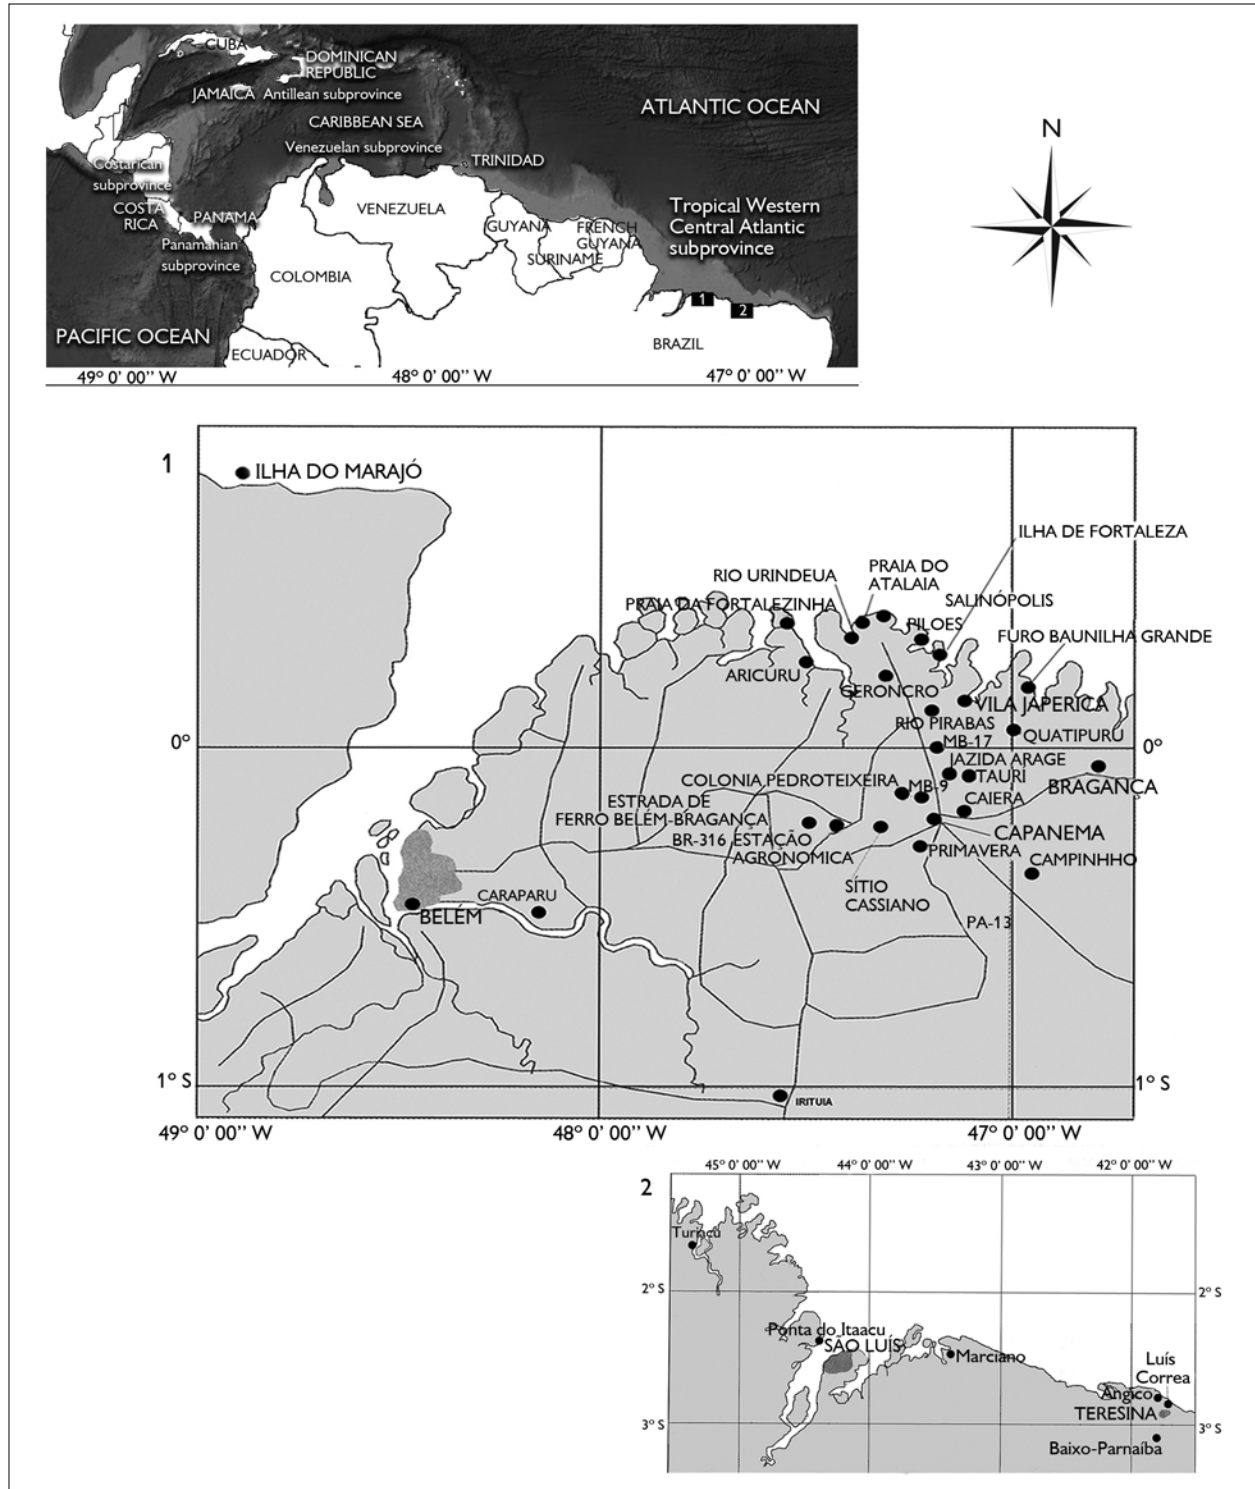 CUBA
DOMINICAN
REPUBLIC
JAMAICA
Antillean subprovince
ATLANTIC OCEAN
CARIBBEAN SEA
Venezuelan subprovince
TRINIDAD
Costarican
subprovince
COSTA
RICA
PANAMA
Panamanian
subprovince
VENEZUELA
GUYANA
FRENCH
GUYANA
SURINAME
Tropical Western
Central Atlantic
subprovince
COLOMBIA
1
2
PACIFIC OCEAN
ECUADOR
BRAZIL
49° 0' 00'' W
48° 0' 00'' W
47° 0' 00'' W
N
1
ILHA DO MARAJÓ
ILHA DE FORTALEZA
RIO URINDEUA
PRAIA DO
ATALAIA
PRAIA DA FORTALEZINHA
SALINÓPOLIS
PILOES
FURO BAUNILHA GRANDE
ARICURU
GERONCRO
VILA JAPERICA
RIO PIRABAS
QUATIPURU
0°
MB-17
0°
JAZIDA ARAGE
TAURÍ
COLONIA PEDROTEIXEIRA
MB-9
BRAGANÇA
CAIERA
ESTRADA DE
FERRO BELÉM-BRAGANÇA
BR-316 ESTAÇÃO
AGRONOMICA
CAPANEMA
PRIMAVERA
CAMPINHHO
SÍTIO
CASSIANO
CARAPARU
BELÉM
PA-13
1° S
1° S
IRITUIA
49° 0' 00'' W
48° 0' 00'' W
47° 0' 00'' W
45° 0' 00'' W
44° 0' 00'' W
43° 0' 00'' W
42° 0' 00'' W
2
Turiaçu
2° S
2° S
Ponta do Itaacu
SÃO LUÍS
Marciano
Luís
Correa
Angico
TERESINA
3° S
3° S
Baixo-Parnaíba